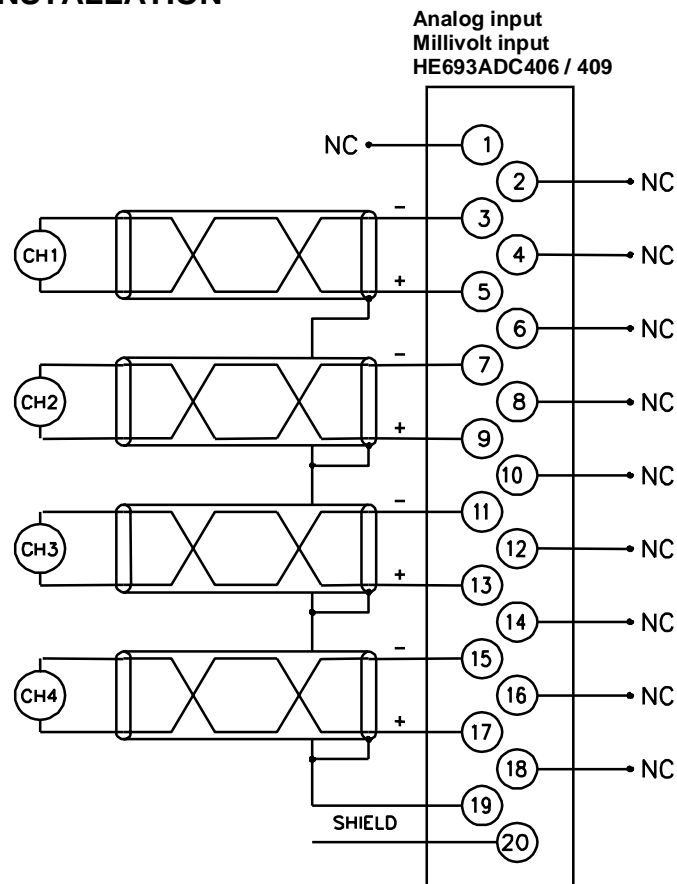 NSTALLATION
Analog input
Millivolt input
HE693ADC406 / 409
NC 1
2 NC
CH1 - 3
4 NC
+ 5
6 NC
CH2 - 7
8 NC
+ 9
10 NC
CH3 - 11
12 NC
+ 13
14 NC
CH4 - 15
16 NC
+ 17
18 NC
19
SHIELD 20